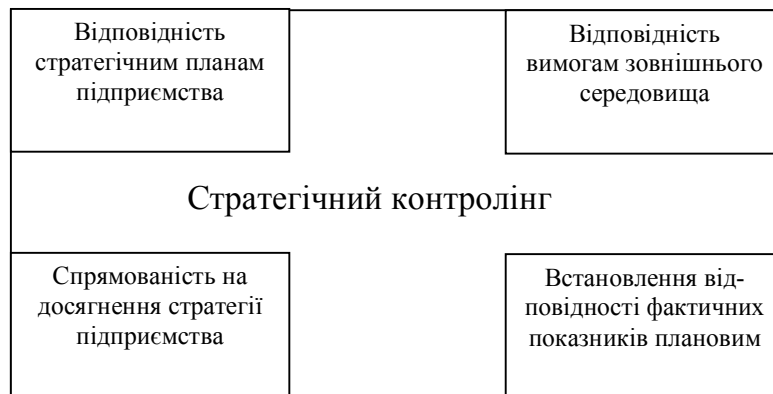 Відповідність
стратегічним планам
підприємства
Відповідність
вимогам зовнішнього
середовища
Стратегічний контролінг
Спрямованість на
досягнення стратегії
підприємства
Встановлення від-
повідності фактичних
показників плановим